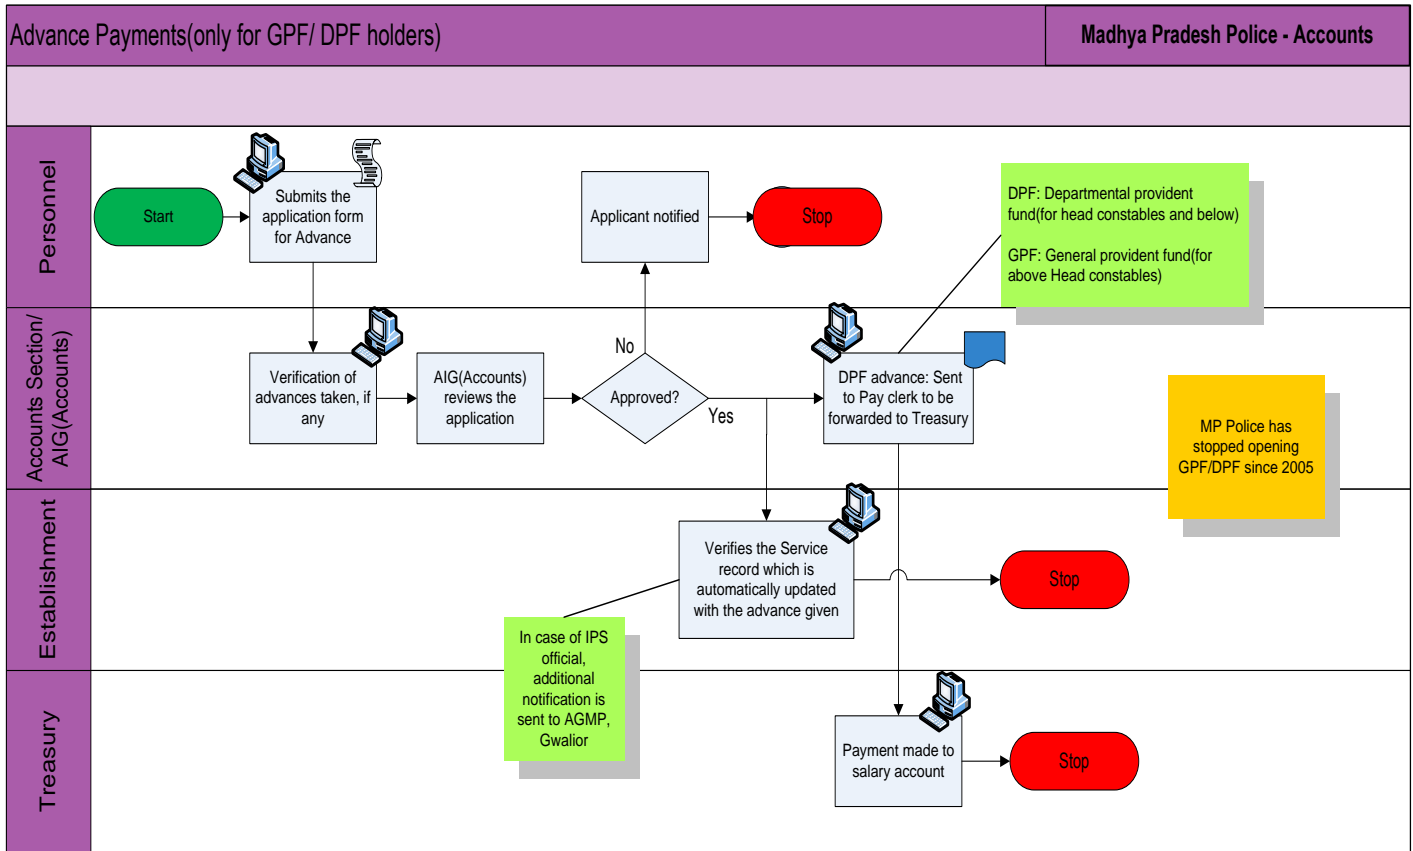 Advance Payments(only for GPF/ DPF holders)
Madhya Pradesh Police - Accounts
Personnel
Start
Submits the
application form
for Advance
Applicant notified
Stop
DPF: Departmental provident
fund(for head constables and below)
GPF: General provident fund(for
above Head constables)
Accounts Section/
AIG(Accounts)
Verification of
advances taken, if
any
AIG(Accounts)
reviews the
application
Approved?
No
Yes
DPF advance: Sent
to Pay clerk to be
forwarded to Treasury
MP Police has
stopped opening
GPF/DPF since 2005
Establishment
Verifies the Service
record which is
automatically updated
with the advance given
Stop
In case of IPS
official,
additional
notification is
sent to AGMP,
Gwalior
Treasury
Payment made to
salary account
Stop